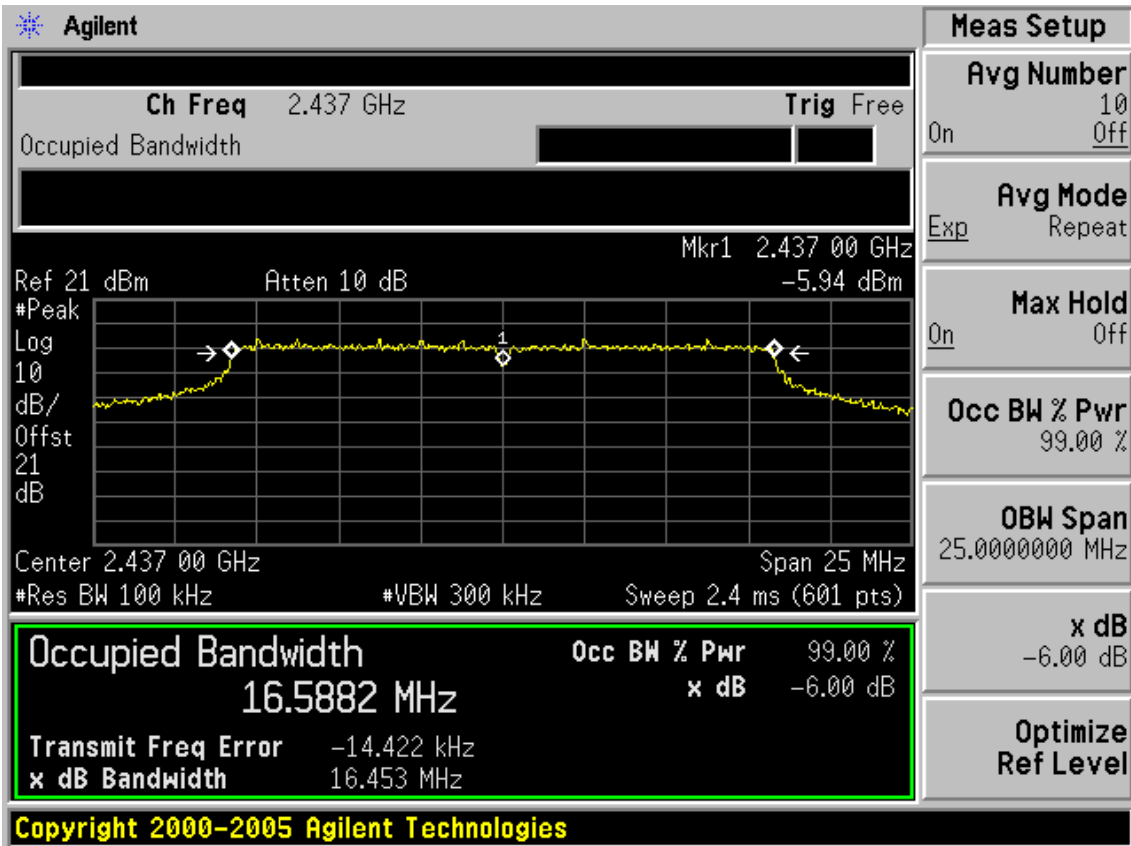 Agilent
Ch Freq 2.437 GHz Trig Free
Occupied Bandwidth
Mkr1 2.437 00 GHz
Ref 21 dBm Atten 10 dB −5.94 dBm
#Peak
Log
10
dB/
Offst
21
dB
1
Center 2.437 00 GHz Span 25 MHz
#Res BW 100 kHz #VBW 300 kHz Sweep 2.4 ms (601 pts)
Occupied Bandwidth Occ BW % Pwr 99.00 %
16.5882 MHz x dB −6.00 dB
Transmit Freq Error −14.422 kHz
x dB Bandwidth 16.453 MHz
Copyright 2000-2005 Agilent Technologies
Meas Setup
Avg Number
10
On Off
Avg Mode
Exp Repeat
Max Hold
On Off
Occ BW % Pwr
99.00 %
OBW Span
25.0000000 MHz
x dB
−6.00 dB
Optimize
Ref Level